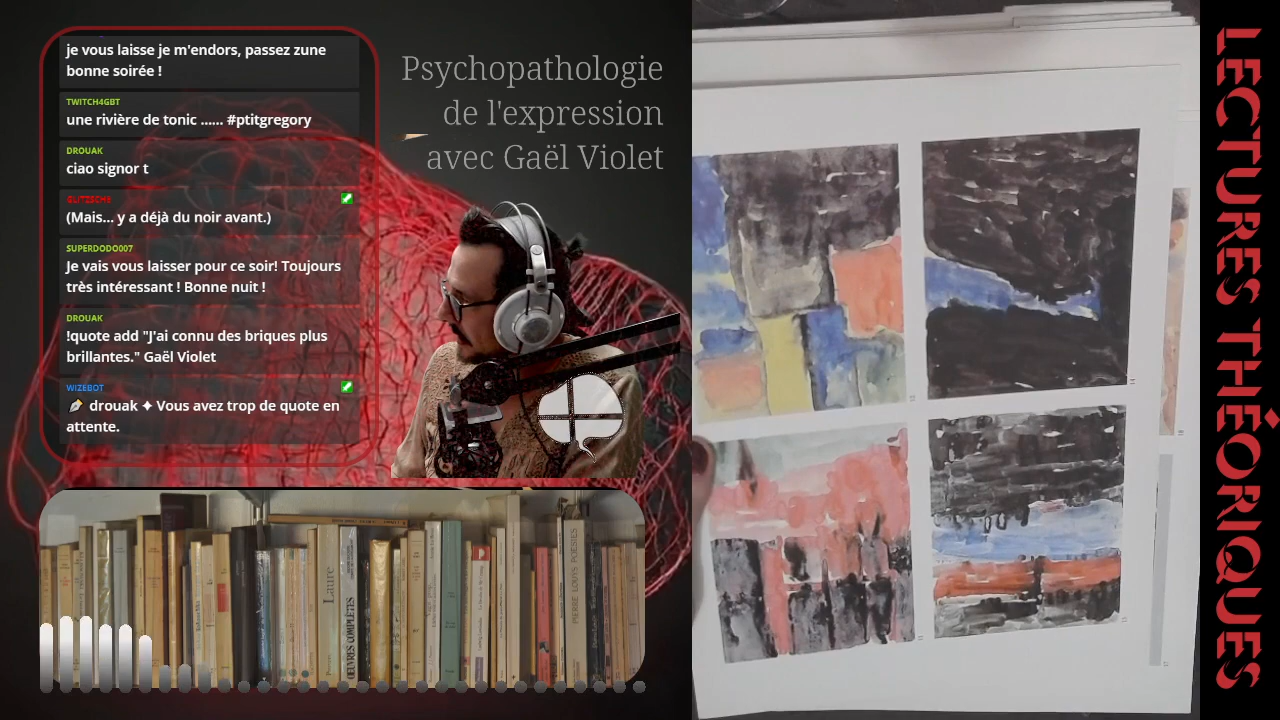 je vous laisse je m'endors, passez zune
bonne soirée !
TWITCH4GBT
une rivière de tonic ...... #ptitgregory
DROUAK
ciao signor t
GLITZSCHE
(Mais... y a déjà du noir avant.)
SUPERDODO007
Je vais vous laisser pour ce soir! Toujours
très intéressant ! Bonne nuit !
DROUAK
!quote add "J'ai connu des briques plus
brillantes." Gaël Violet
WIZEBOT
drouak ✦ Vous avez trop de quote en
attente.
Psychopathologie
de l'expression
avec Gaël Violet
Laure
ŒUVRES COMPLÈTES
PIERRE LOUYS POÉSIES
LECTURES THÉORIQUES